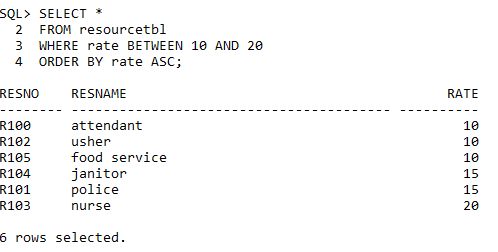 SQL> SELECT *
  2  FROM resourcetbl
  3  WHERE rate BETWEEN 10 AND 20
  4  ORDER BY rate ASC;

RESNO    RESNAME                                        RATE
-------- ---------------------------------------- ----------
R100     attendant                                        10
R102     usher                                            10
R105     food service                                     10
R104     janitor                                          15
R101     police                                           15
R103     nurse                                            20

6 rows selected.